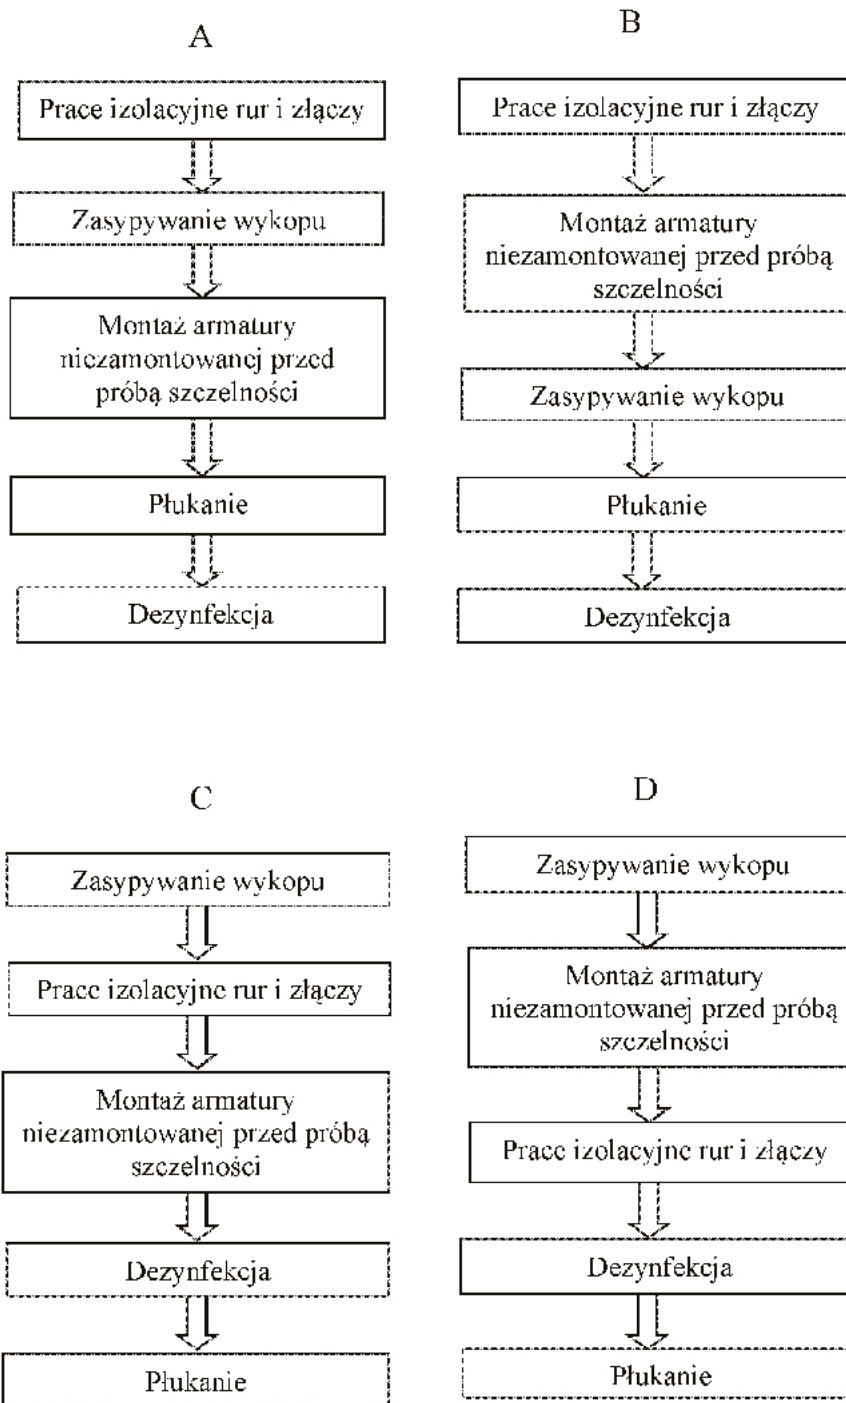 A
Prace izolacyjne rur i złączy
Zasypywanie wykopu
Montaż armatury
niezamontowanej przed
próbą szczelności
Płukanie
Dezynfekcja
B
Prace izolacyjne rur i złączy
Montaż armatury
niezamontowanej przed próbą
szczelności
Zasypywanie wykopu
Płukanie
Dezynfekcja
C
Zasypywanie wykopu
Prace izolacyjne rur i złączy
Montaż armatury
niezamontowanej przed próbą
szczelności
Dezynfekcja
Płukanie
D
Zasypywanie wykopu
Montaż armatury
niezamontowanej przed próbą
szczelności
Prace izolacyjne rur i złączy
Dezynfekcja
Płukanie